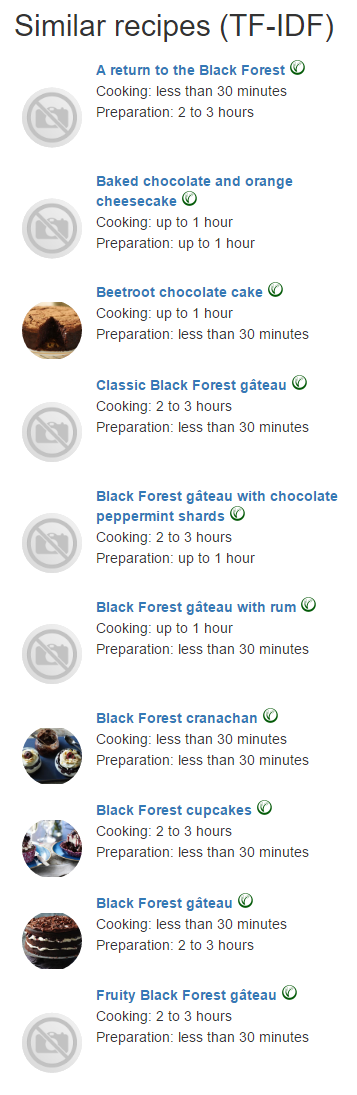 Similar recipes (TF-IDF)
A return to the Black Forest
Cooking: less than 30 minutes
Preparation: 2 to 3 hours
Baked chocolate and orange
cheesecake
Cooking: up to 1 hour
Preparation: up to 1 hour
Beetroot chocolate cake
Cooking: up to 1 hour
Preparation: less than 30 minutes
Classic Black Forest gâteau
Cooking: 2 to 3 hours
Preparation: less than 30 minutes
Black Forest gâteau with chocolate
peppermint shards
Cooking: 2 to 3 hours
Preparation: up to 1 hour
Black Forest gâteau with rum
Cooking: up to 1 hour
Preparation: less than 30 minutes
Black Forest cranachan
Cooking: less than 30 minutes
Preparation: less than 30 minutes
Black Forest cupcakes
Cooking: 2 to 3 hours
Preparation: less than 30 minutes
Black Forest gâteau
Cooking: less than 30 minutes
Preparation: 2 to 3 hours
Fruity Black Forest gâteau
Cooking: 2 to 3 hours
Preparation: less than 30 minutes